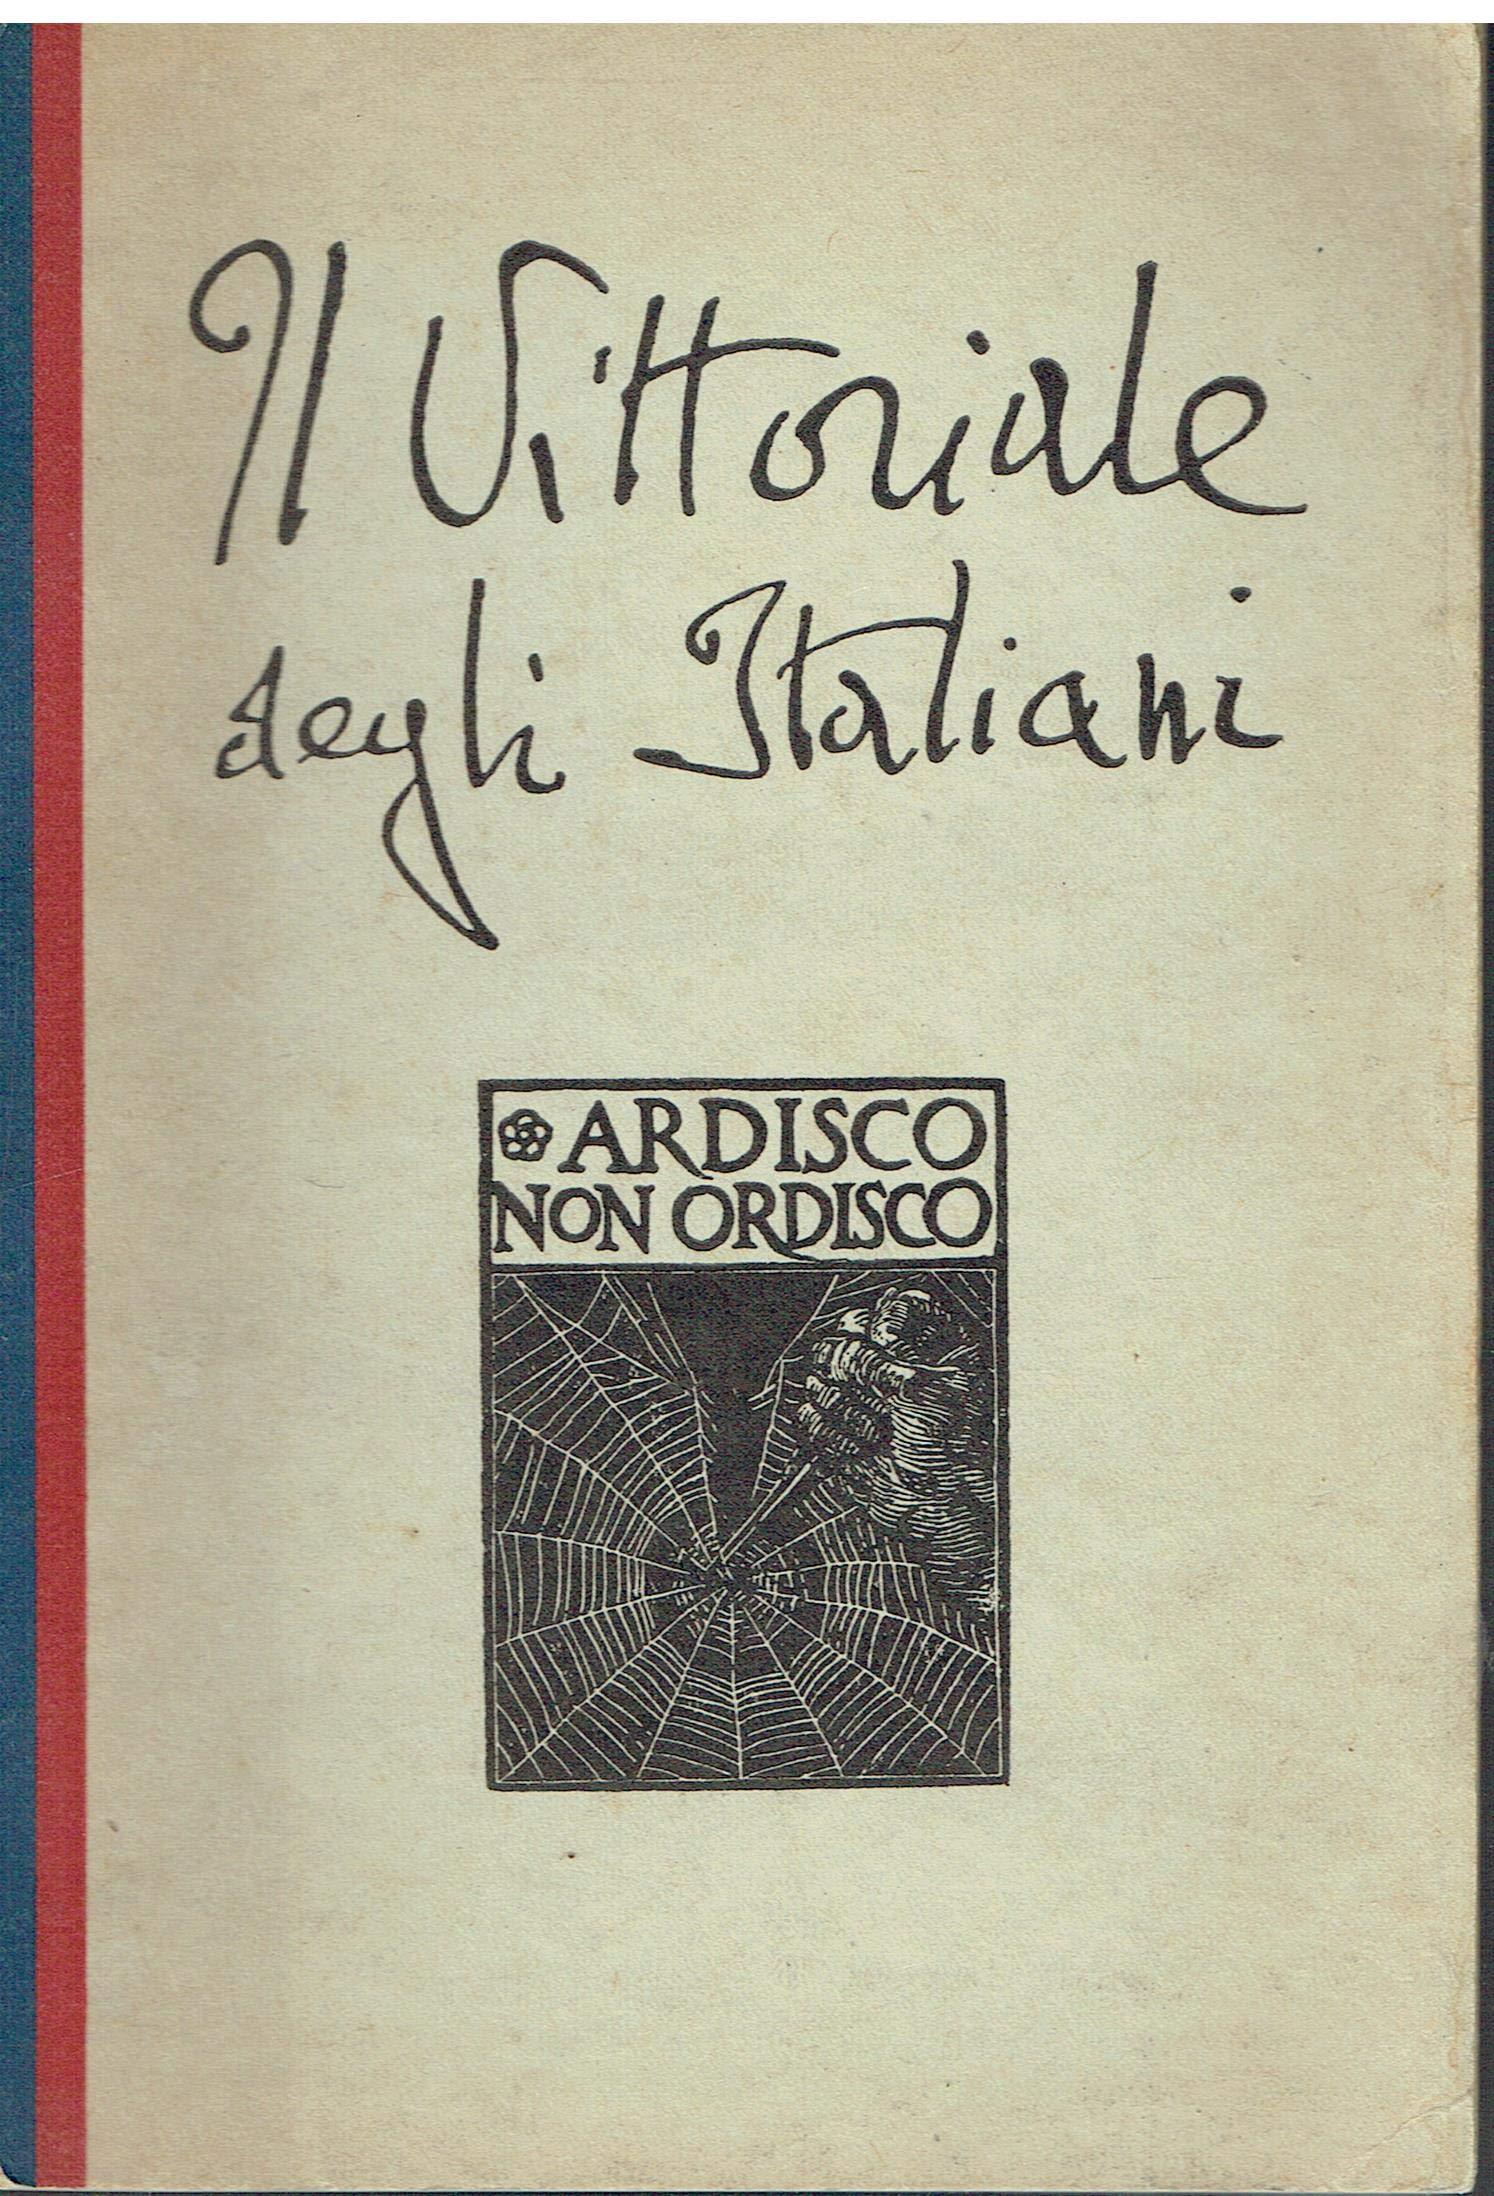 Il Vittoriale
degli Italiani
ARDISCO
NON ORDISCO